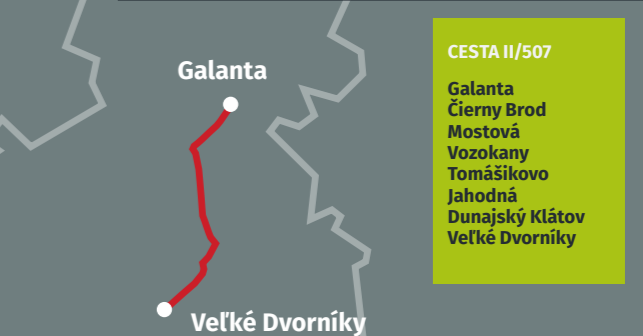 Galanta
Veľké Dvorníky
CESTA II/507
Galanta
Čierny Brod
Mostová
Vozokany
Tomášikovo
Jahodná
Dunajský Klátov
Veľké Dvorníky